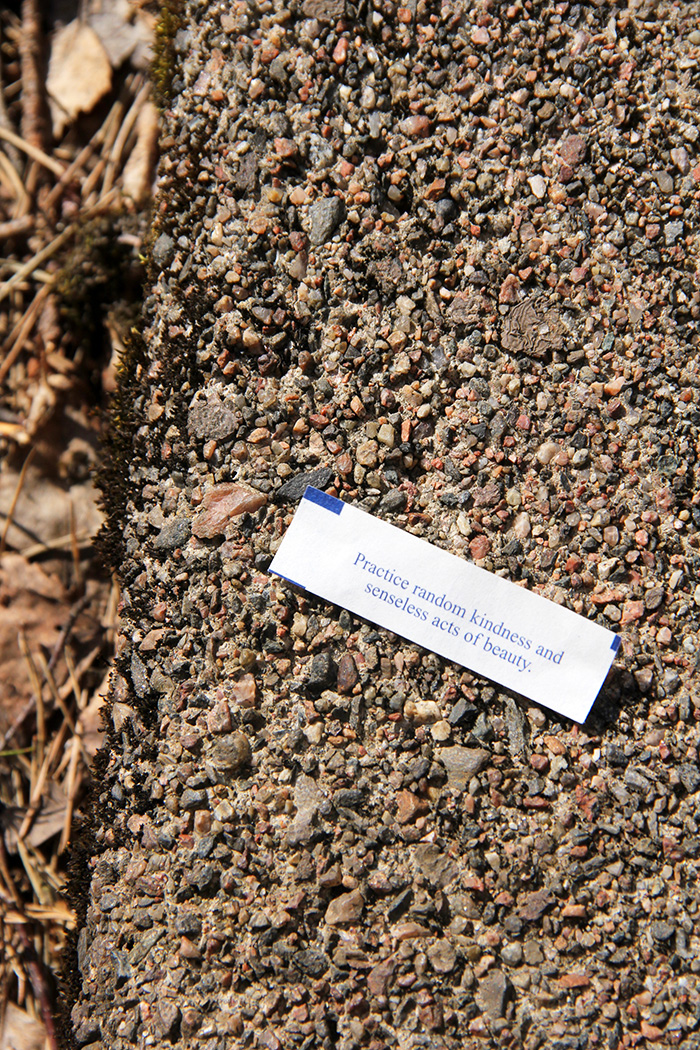 Practice random kindness and
senseless acts of beauty.